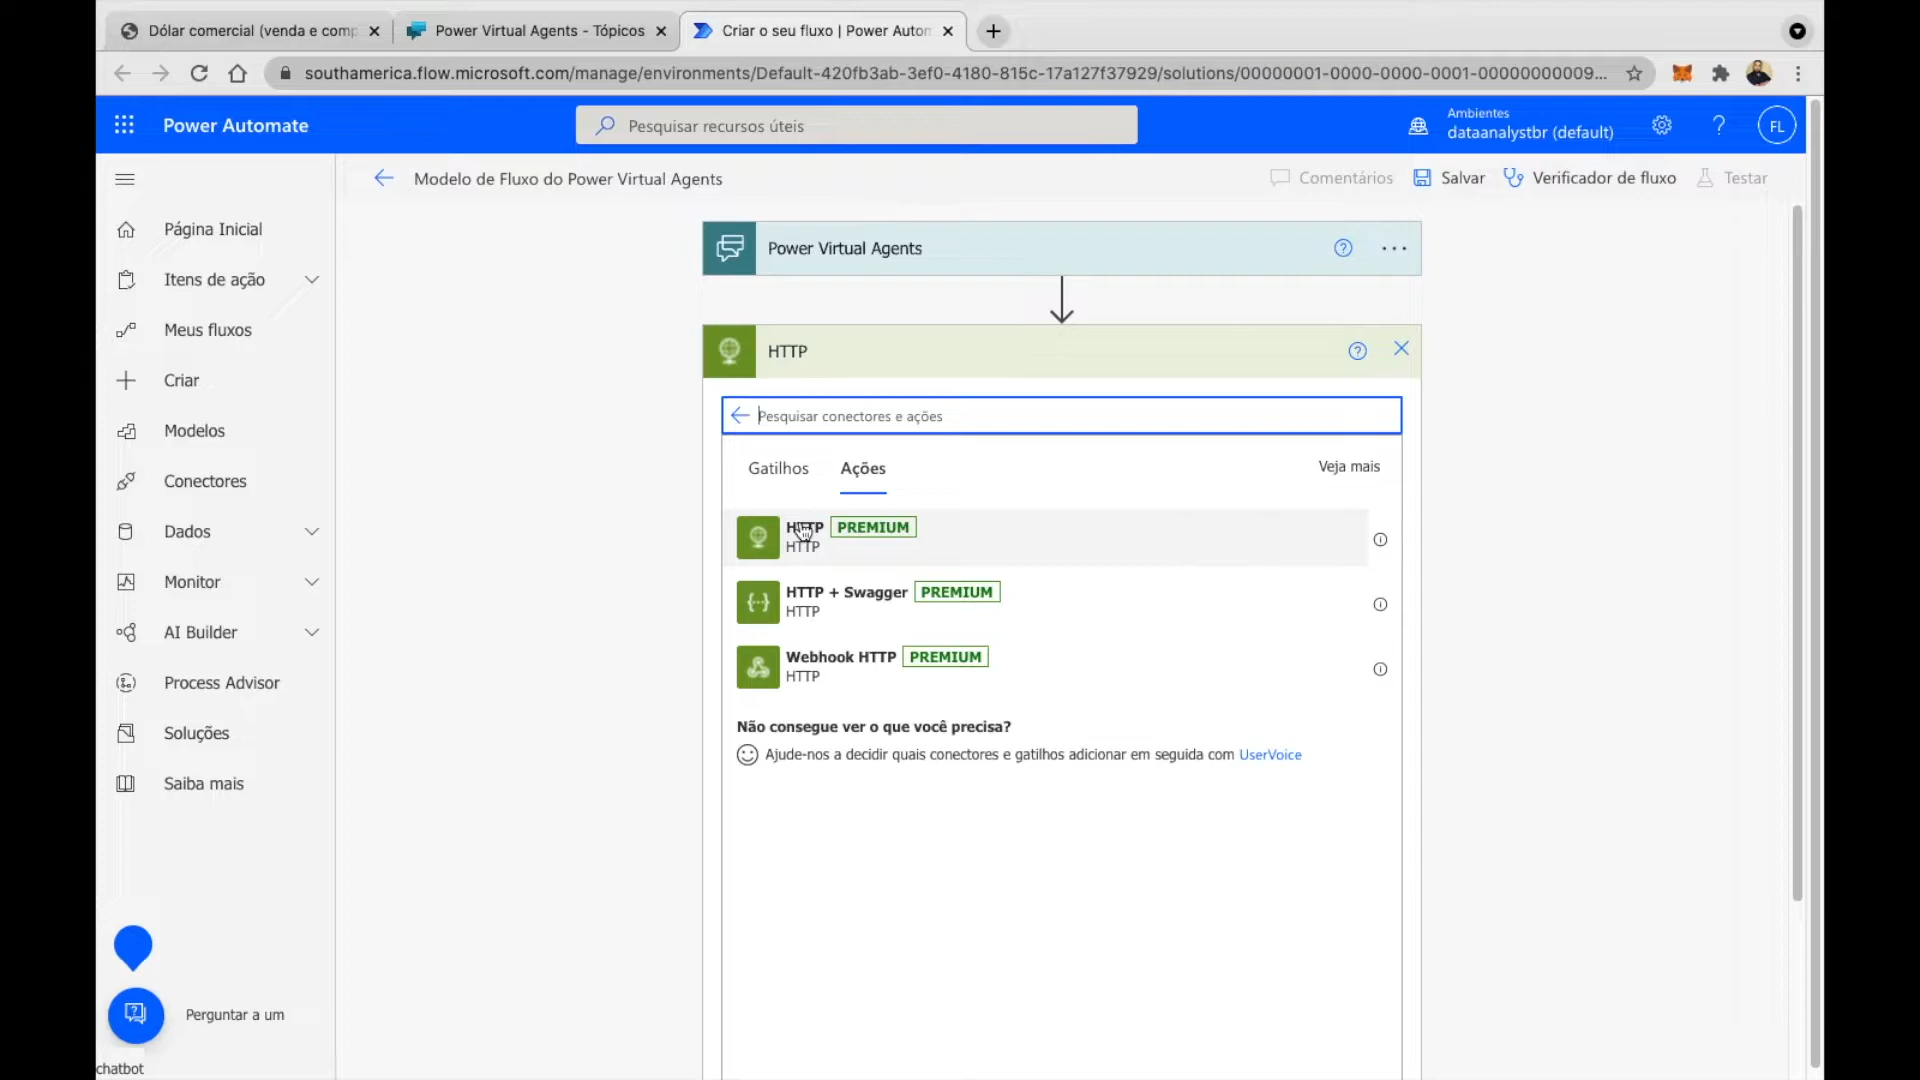 Dólar comercial (venda e comp
Power Virtual Agents - Tópicos
Criar o seu fluxo | Power Autom
southamerica.flow.microsoft.com/manage/environments/Default-420fb3ab-3ef0-4180-815c-17a127f37929/solutions/00000001-0000-0000-0001-00000000009...
Power Automate
Pesquisar recursos úteis
Ambientes
dataanalystbr (default)
?
FL
Modelo de Fluxo do Power Virtual Agents
Comentários
Salvar
Verificador de fluxo
Testar
Página Inicial
Itens de ação
Meus fluxos
Criar
Modelos
Conectores
Dados
Monitor
AI Builder
Process Advisor
Soluções
Saiba mais
Perguntar a um
chatbot
Power Virtual Agents
HTTP
Pesquisar conectores e ações
Gatilhos
Ações
Veja mais
HTTP PREMIUM
HTTP
HTTP + Swagger PREMIUM
HTTP
Webhook HTTP PREMIUM
HTTP
Não consegue ver o que você precisa?
Ajude-nos a decidir quais conectores e gatilhos adicionar em seguida com UserVoice